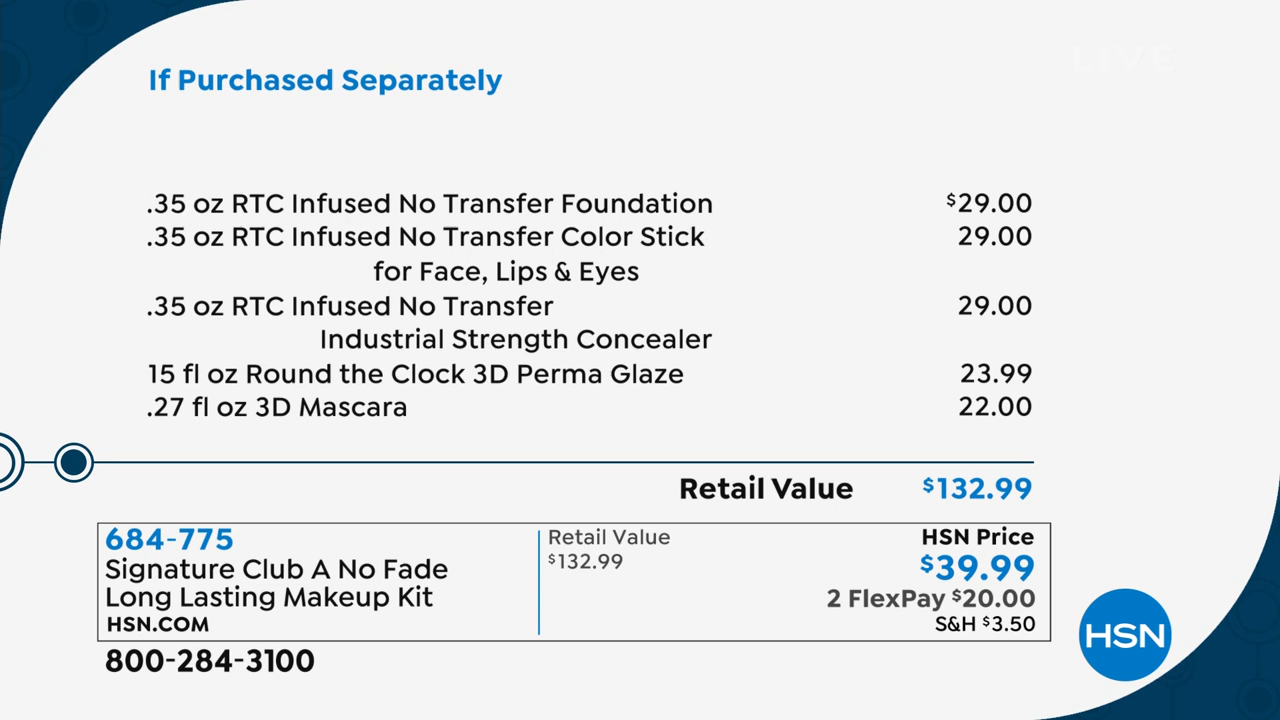 LIVE
If Purchased Separately
.35 oz RTC Infused No Transfer Foundation $29.00
.35 oz RTC Infused No Transfer Color Stick 29.00
for Face, Lips & Eyes
.35 oz RTC Infused No Transfer 29.00
Industrial Strength Concealer
15 fl oz Round the Clock 3D Perma Glaze 23.99
.27 fl oz 3D Mascara 22.00
Retail Value $132.99
684-775
Signature Club A No Fade
Long Lasting Makeup Kit
HSN.COM
Retail Value
$132.99
HSN Price
$39.99
2 FlexPay $20.00
S&H $3.50
800-284-3100
HSN